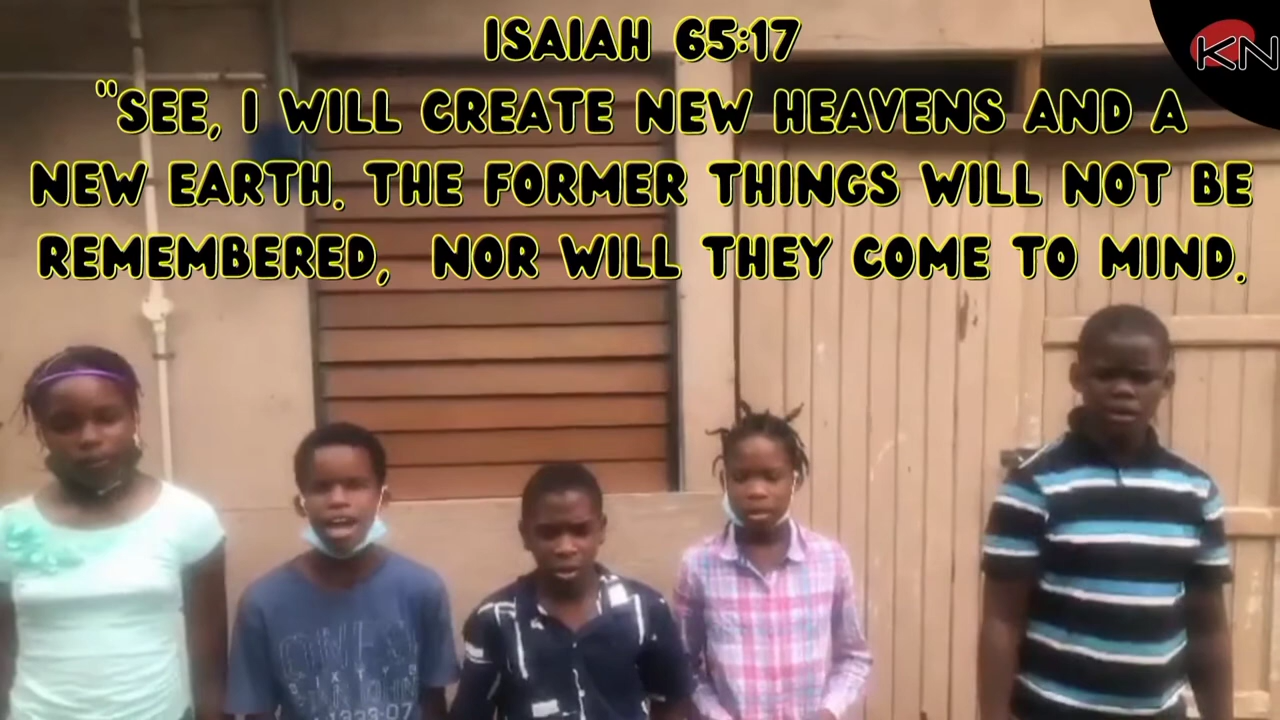 ISAIAH 65:17
"SEE, I WILL CREATE NEW HEAVENS AND A
NEW EARTH. THE FORMER THINGS WILL NOT BE
REMEMBERED, NOR WILL THEY COME TO MIND.
KN